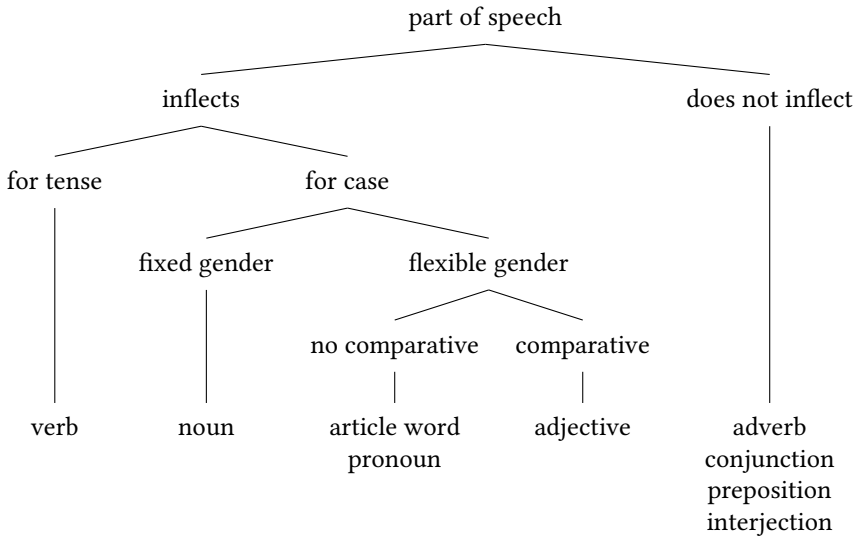 part of speech
inflects
does not inflect
for tense
for case
fixed gender
flexible gender
no comparative
comparative
verb
noun
article word
pronoun
adjective
adverb
conjunction
preposition
interjection